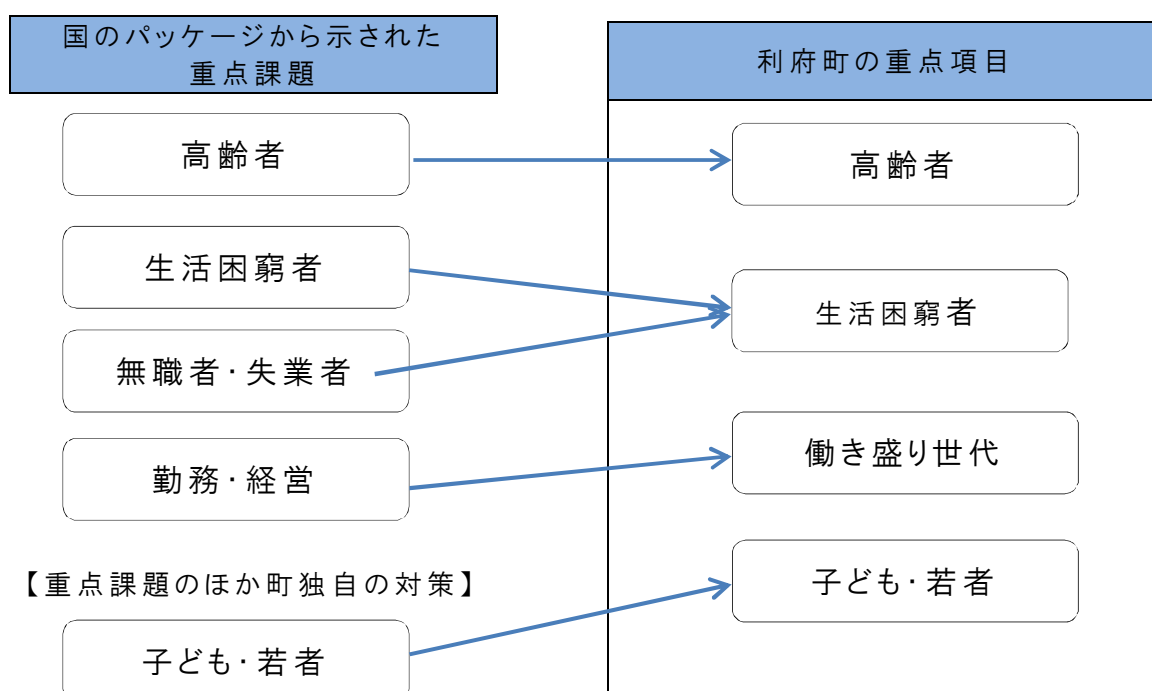 国のパッケージから示された
重点課題
高齢者
生活困窮者
無職者・失業者
勤務・経営
【重点課題のほか町独自の対策】
子ども・若者
利府町の重点項目
高齢者
生活困窮者
働き盛り世代
子ども・若者